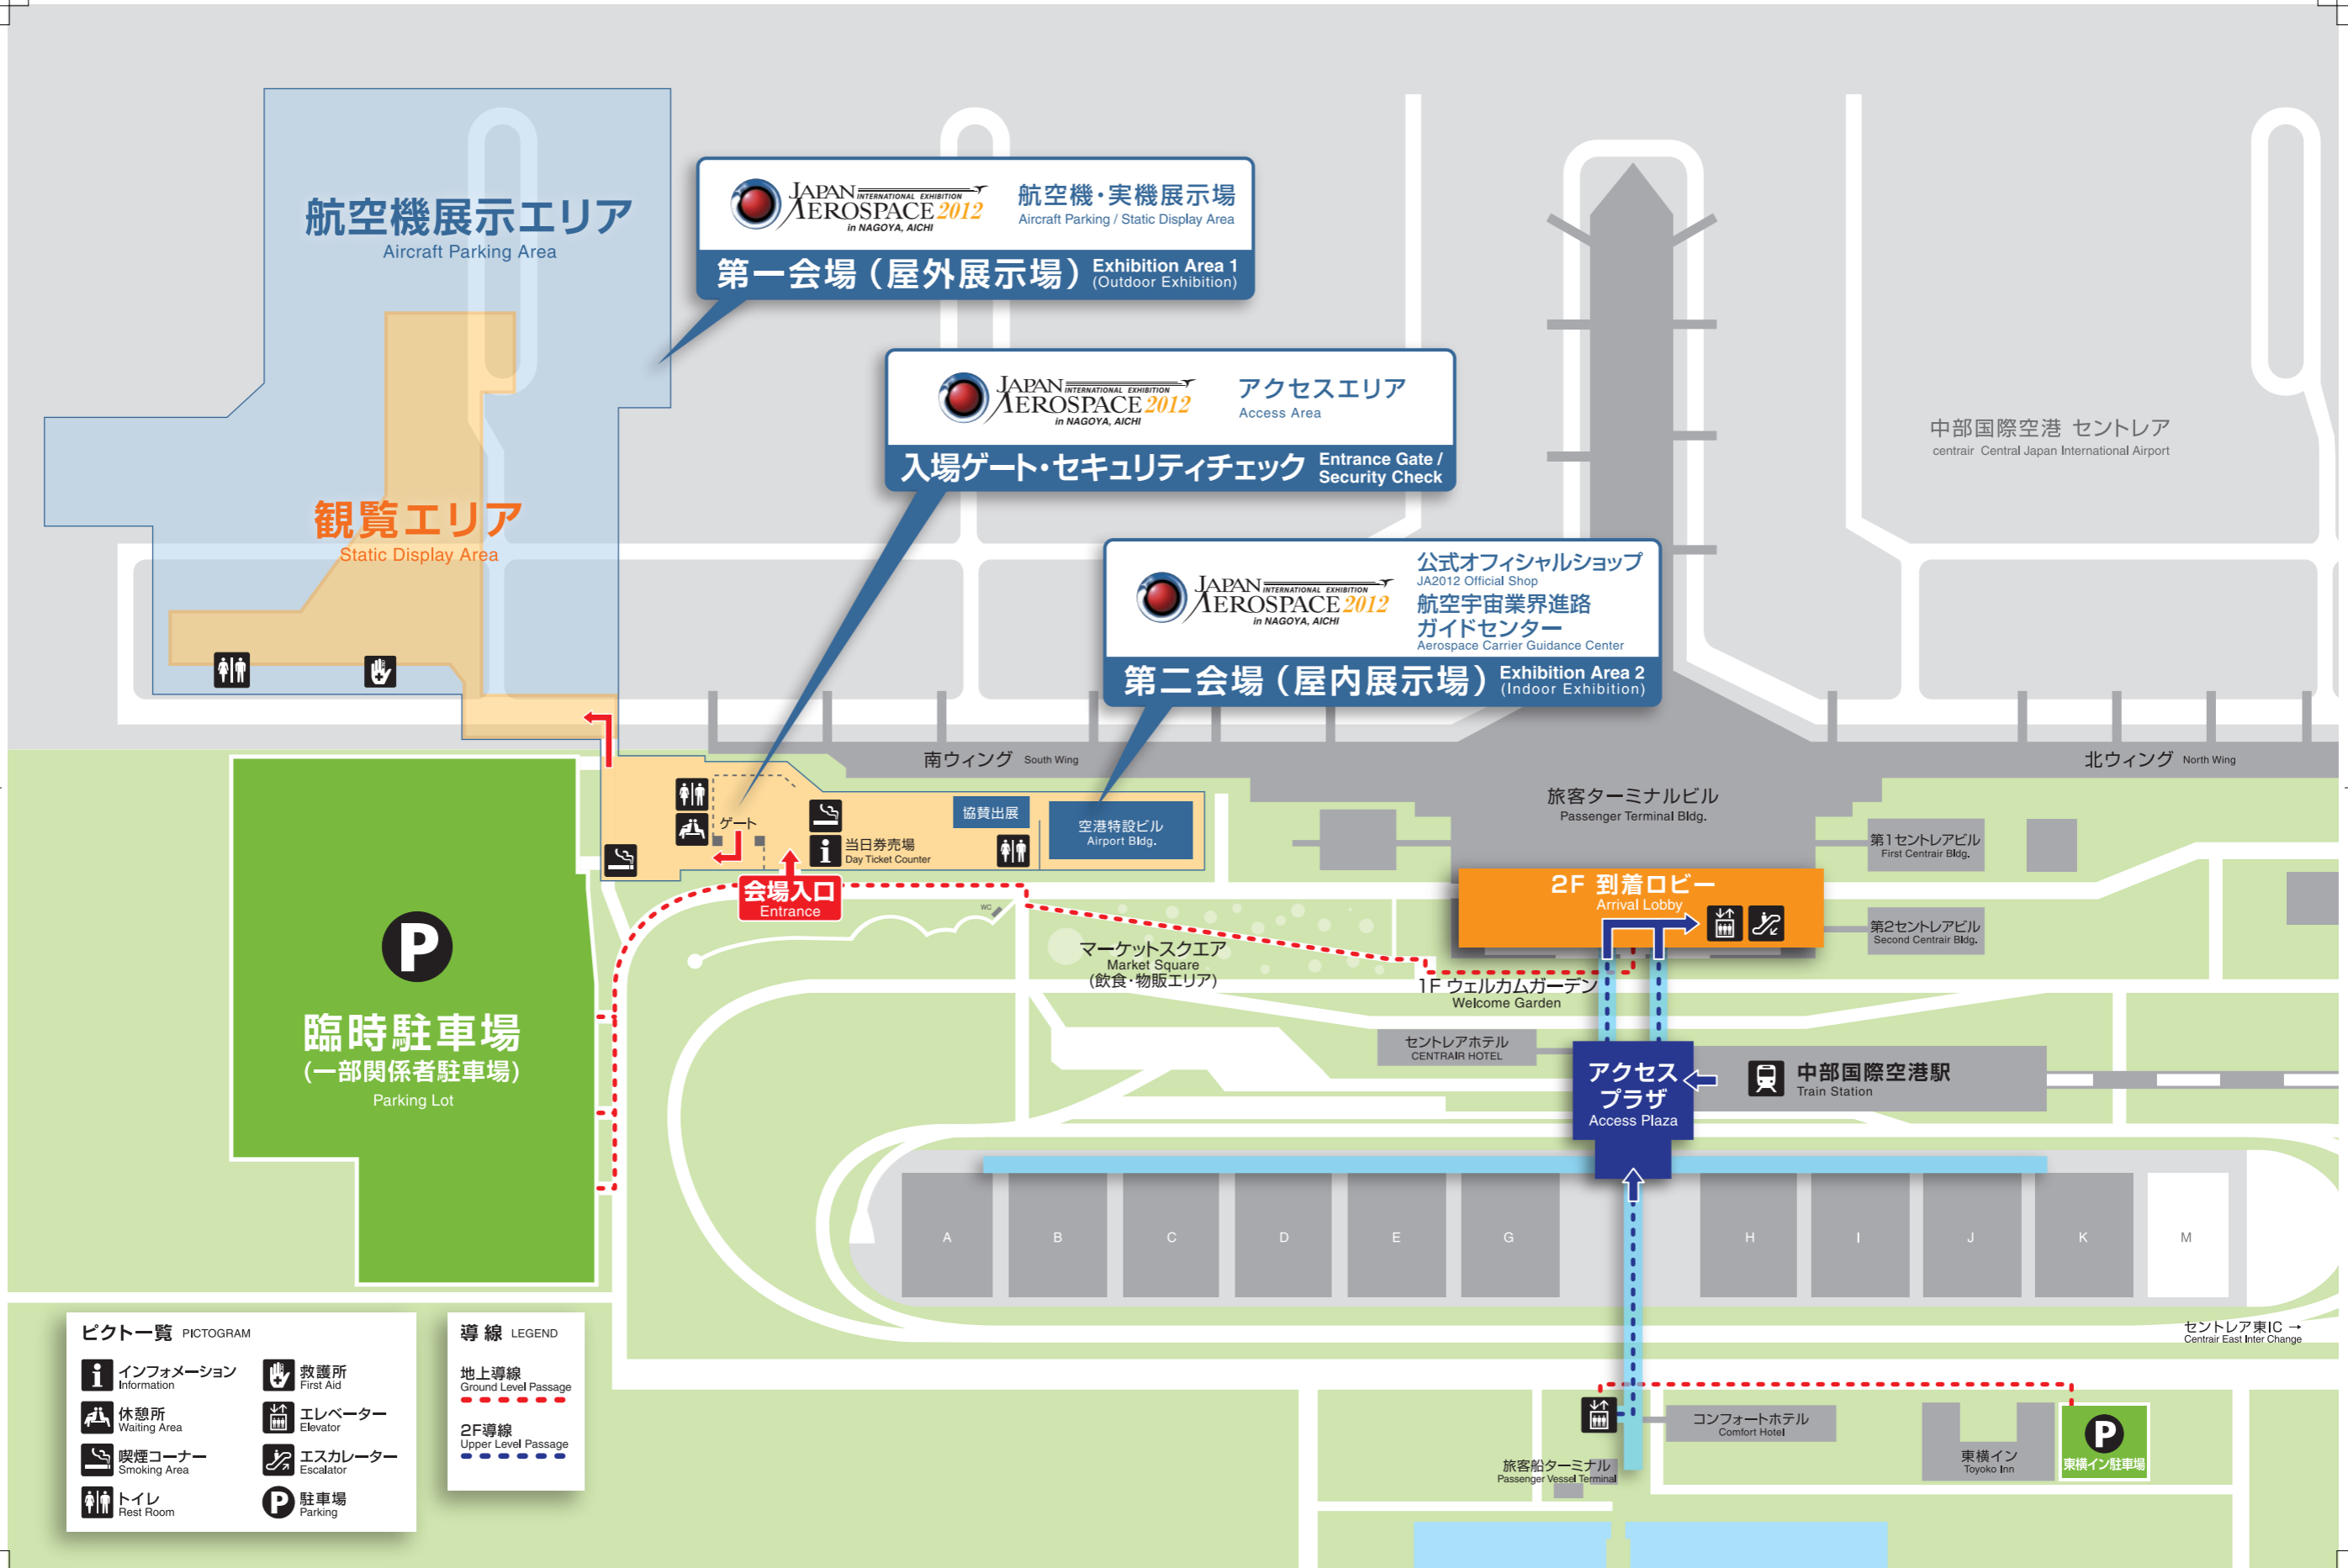 航空機展示エリア
Aircraft Parking Area
JAPAN INTERNATIONAL EXHIBITION
AEROSPACE 2012
in NAGOYA, AICHI
航空機・実機展示場
Aircraft Parking / Static Display Area
第一会場（屋外展示場） Exhibition Area 1
(Outdoor Exhibition)
JAPAN INTERNATIONAL EXHIBITION
AEROSPACE 2012
in NAGOYA, AICHI
アクセスエリア
Access Area
入場ゲート・セキュリティチェック Entrance Gate /
Security Check
中部国際空港 セントレア
centrair Central Japan International Airport
観覧エリア
Static Display Area
JAPAN INTERNATIONAL EXHIBITION
AEROSPACE 2012
in NAGOYA, AICHI
公式オフィシャルショップ
JA2012 Official Shop
航空宇宙業界進路
ガイドセンター
Aerospace Carrier Guidance Center
第二会場（屋内展示場） Exhibition Area 2
(Indoor Exhibition)
南ウィング South Wing
北ウィング North Wing
旅客ターミナルビル
Passenger Terminal Bldg.
ゲート
協賛出展
空港特設ビル
Airport Bldg.
i 当日券売場
Day Ticket Counter
会場入口
Entrance
WC
第1セントレアビル
First Centrair Bldg.
2F 到着ロビー
Arrival Lobby
第2セントレアビル
Second Centrair Bldg.
マーケットスクエア
Market Square
(飲食・物販エリア)
1F ウェルカムガーデン
Welcome Garden
セントレアホテル
CENTRAIR HOTEL
アクセス
プラザ
Access Plaza
中部国際空港駅
Train Station
P
臨時駐車場
(一部関係者駐車場)
Parking Lot
A
B
C
D
E
G
H
I
J
K
M
セントレア東IC →
Centrair East Inter Change
コンフォートホテル
Comfort Hotel
旅客船ターミナル
Passenger Vessel Terminal
東横イン
Toyoko Inn
P
東横イン駐車場
ピクト一覧 PICTOGRAM
i インフォメーション
Information
休憩所
Waiting Area
喫煙コーナー
Smoking Area
トイレ
Rest Room
救護所
First Aid
エレベーター
Elevator
エスカレーター
Escalator
P 駐車場
Parking
導線 LEGEND
地上導線
Ground Level Passage
2F導線
Upper Level Passage